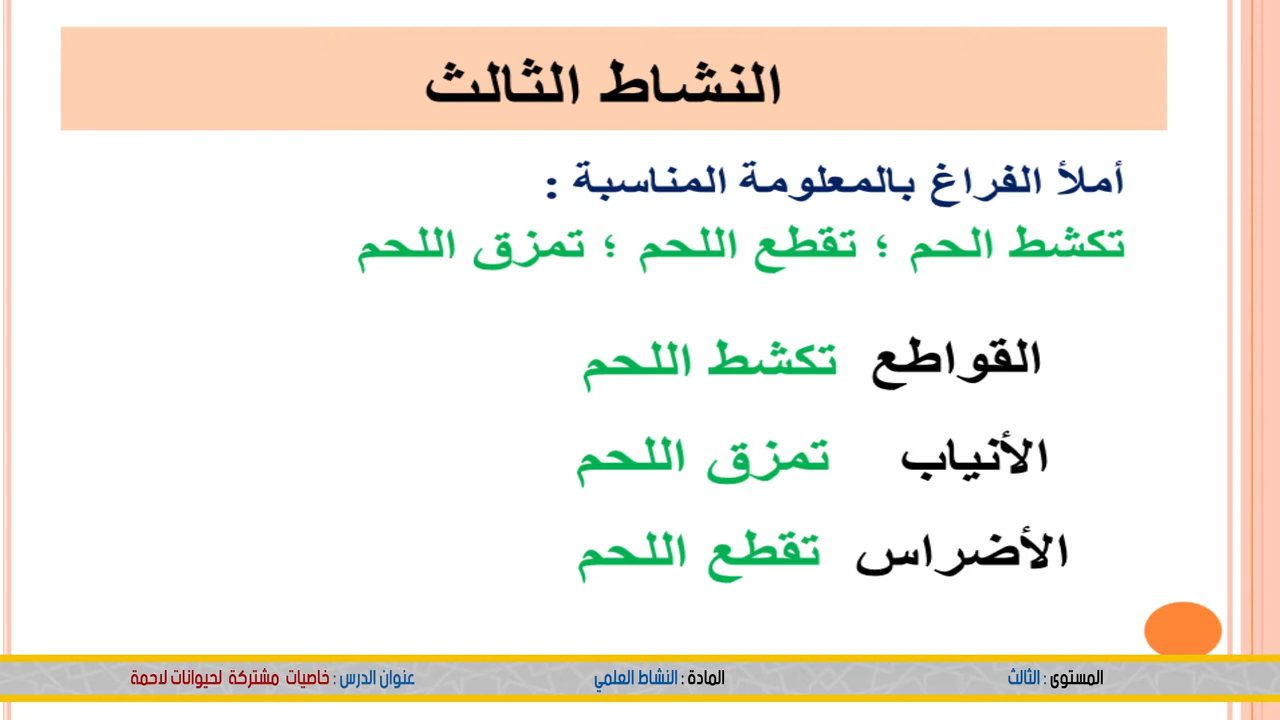 النشاط الثالث
أملأ الفراغ بالمعلومة المناسبة :
تكشط الحم ؛ تقطع اللحم ؛ تمزق اللحم
القواطع تكشط اللحم
الأنياب تمزق اللحم
الأضراس تقطع اللحم
المستوى : الثالث المادة : النشاط العلمي عنوان الدرس : خاصيات مشتركة لحيوانات لاحمة